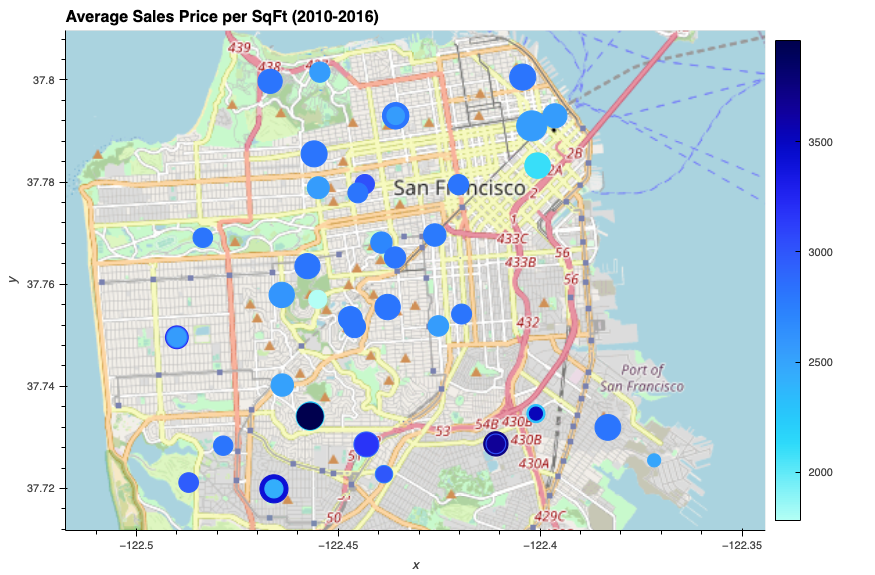 Average Sales Price per SqFt (2010-2016)
439
438
37.8
2B
2A
3500
37.78
San Francisco
2
1
433C
56
y
433B
3000
37.76
56
432
2500
Port of
San Francisco
37.74
53
54B
430B
430B
430A
2000
37.72
50
429C
−122.5
−122.45
−122.4
−122.35
x